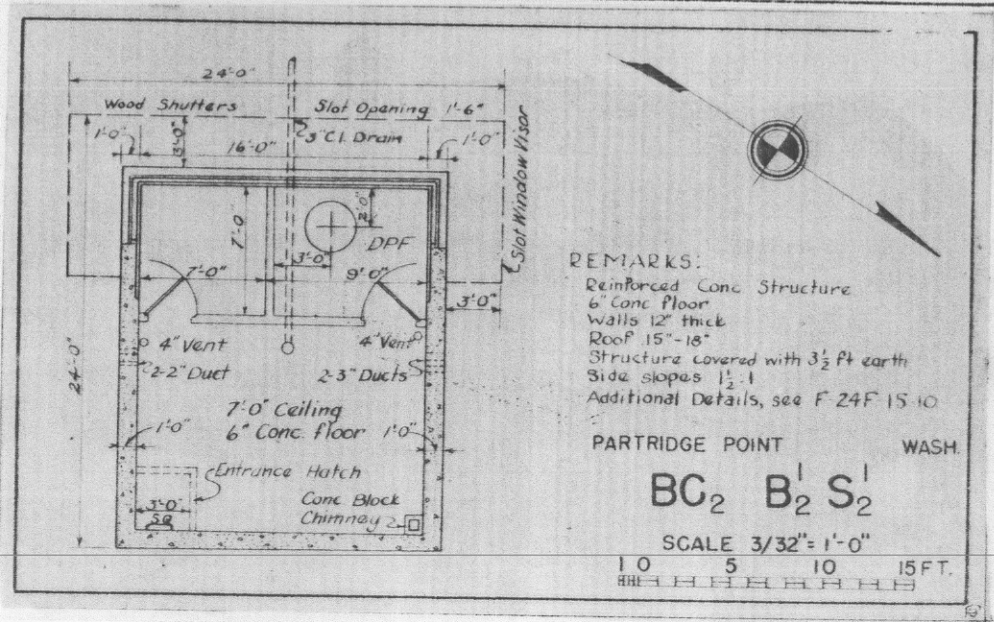 24'-0"
Wood Shutters
Slot Opening 1'-6"
3" C.I. Drain
1'-0"
3'-0"
16'-0"
1'-0"
Slot Window Visor
7'-0"
2'-0"
DPF
3'-0"
7'-0"
9'-0"
3'-0"
4" Vent
4" Vent
2-2" Duct
2-3" Ducts
24'-0"
7'-0" Ceiling
6" Conc. floor
1'-0"
1'-0"
Entrance Hatch
3'-0"
Conc Block
Chimney
REMARKS:
Reinforced Conc Structure
6" Conc floor
Walls 12" thick
Roof 15"-18"
Structure covered with 3½ ft earth
Side slopes 1½-1
Additional Details, see F-24F 15-10
PARTRIDGE POINT WASH.
BC₂ B¹₂ S¹₂
SCALE 3/32"= 1'-0"
1 0 5 10 15 FT.